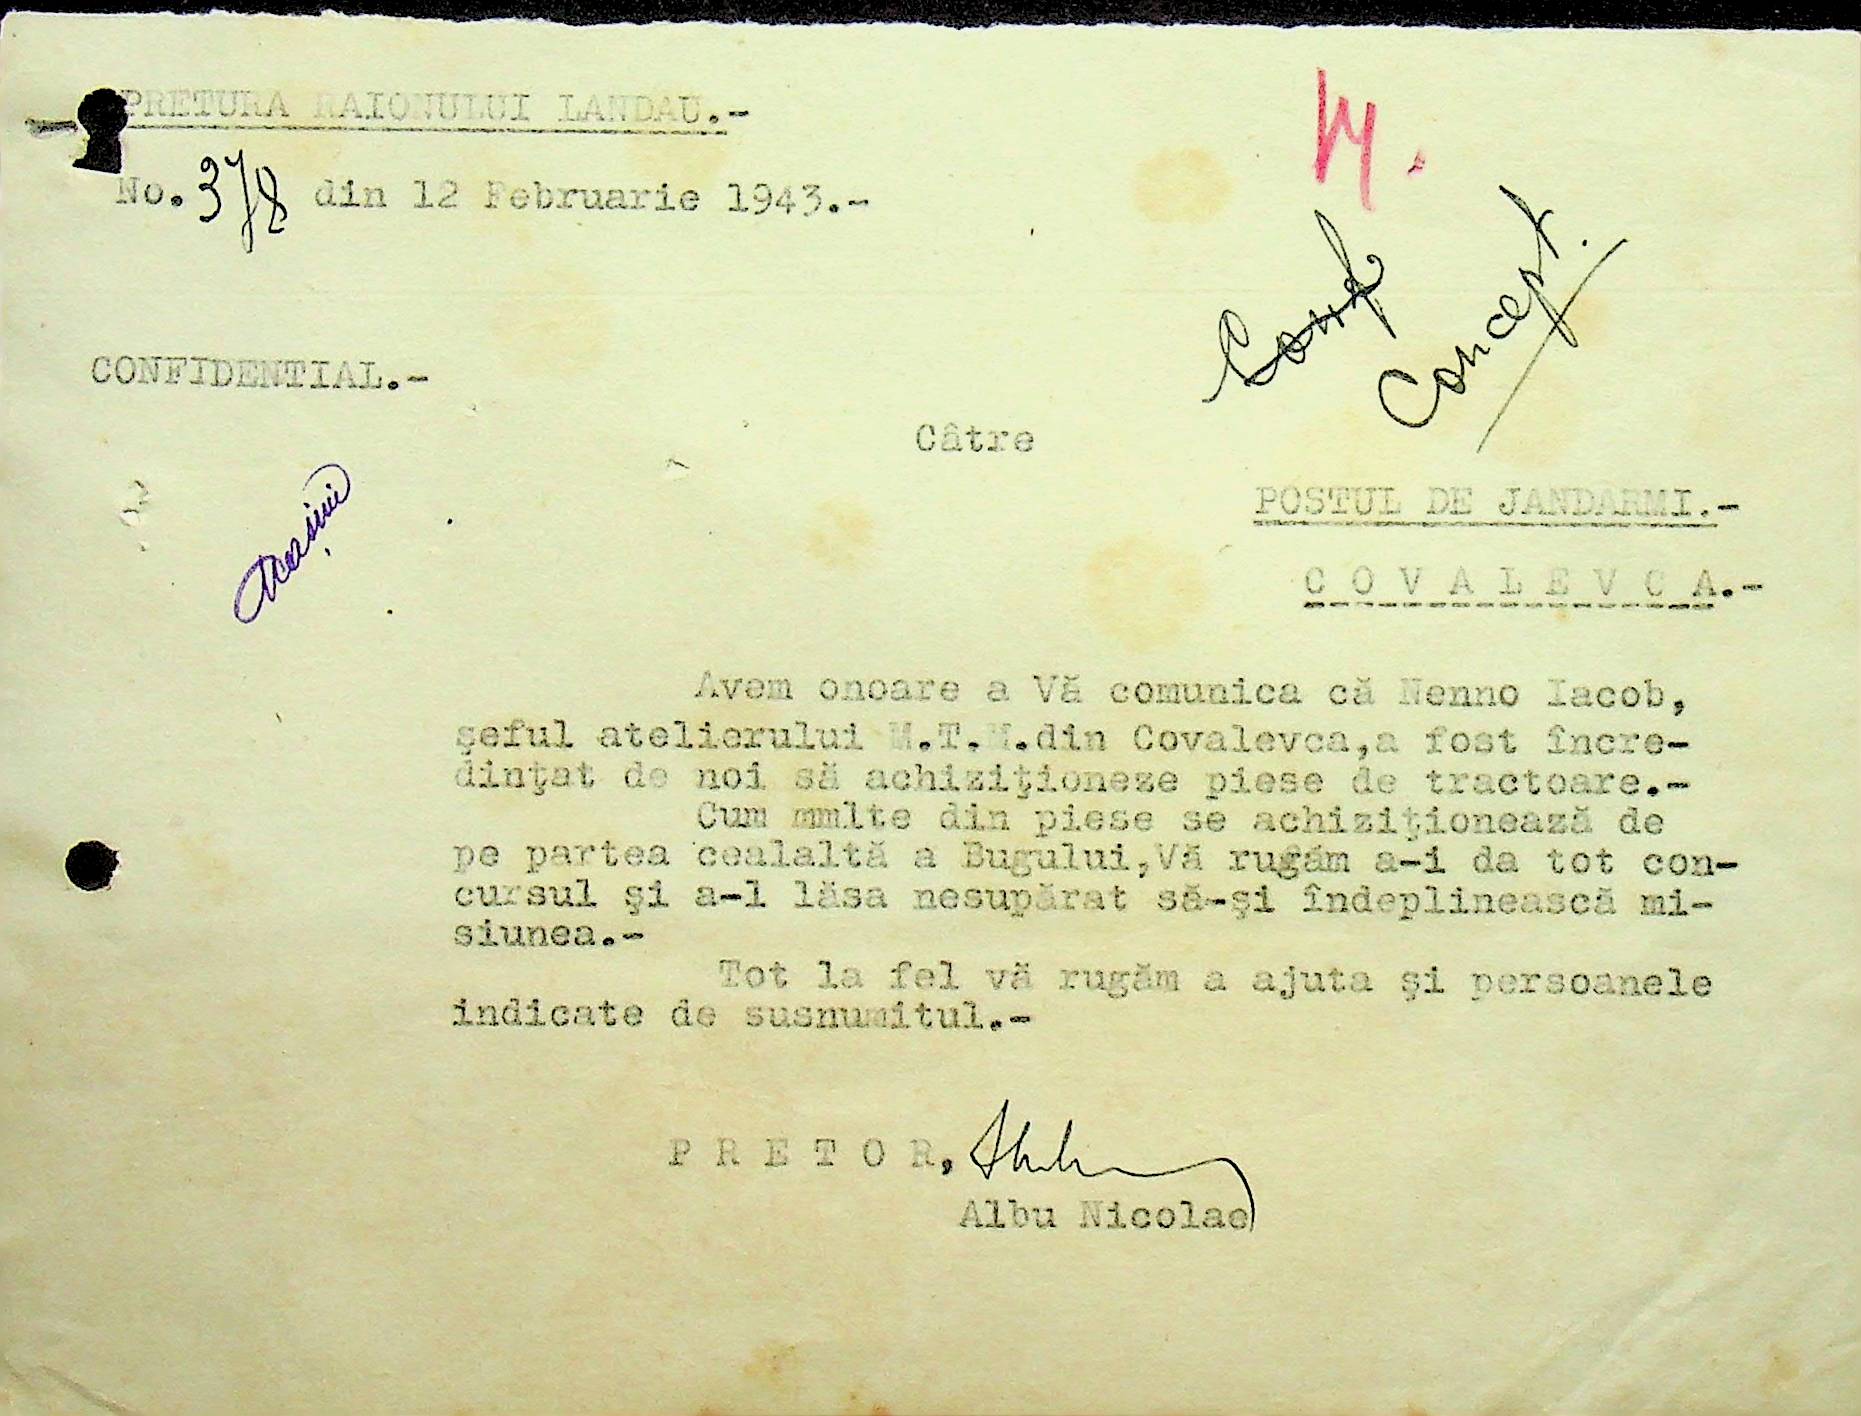 PRETURA RAIONULUI LANDAU.-
No. 378 din 12 Februarie 1943.-
Conf
Concept.
CONFIDENTIAL.-
Câtre
POSTUL DE JANDARMI.-
C O V A L E V C A.-
Avem onoare a Vă comunica că Nenno Iacob,
şeful atelierului M.T.M.din Covalevca,a fost încre-
dinţat de noi să achiziţioneze piese de tractoare.-
Cum mmlte din piese se achiziţionează de
pe partea cealaltă a Bugului,Vă rugăm a-i da tot con-
cursul şi a-l lăsa nesupărat să-şi îndeplinească mi-
siunea.-
Tot la fel vă rugăm a ajuta şi persoanele
indicate de susnumitul.-
P R E T O R,
Albu Nicolae